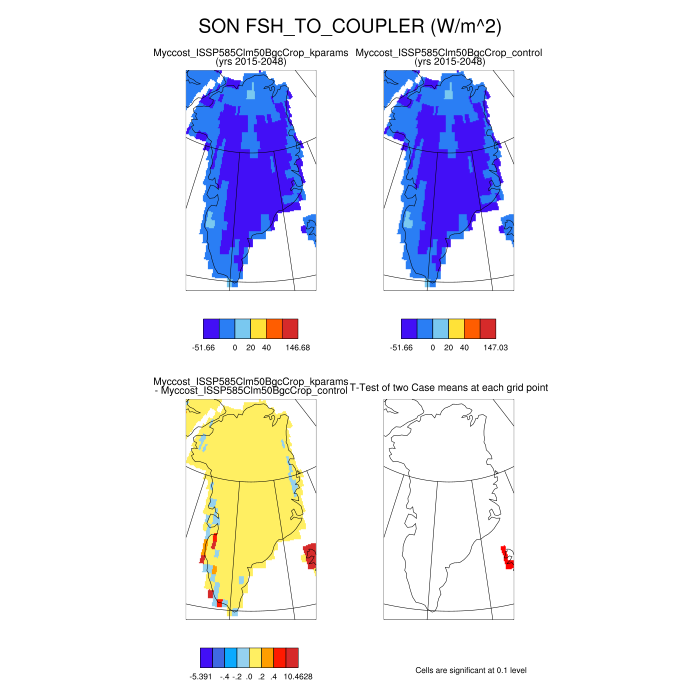 SON FSH_TO_COUPLER (W/m^2)
Myccost_ISSP585Clm50BgcCrop_kparams
(yrs 2015-2048)
Myccost_ISSP585Clm50BgcCrop_control
(yrs 2015-2048)
-51.66 0 20 40 146.68
-51.66 0 20 40 147.03
Myccost_ISSP585Clm50BgcCrop_kparams
- Myccost_ISSP585Clm50BgcCrop_control
T-Test of two Case means at each grid point
-5.391 -.4 -.2 .0 .2 .4 10.4628
Cells are significant at 0.1 level